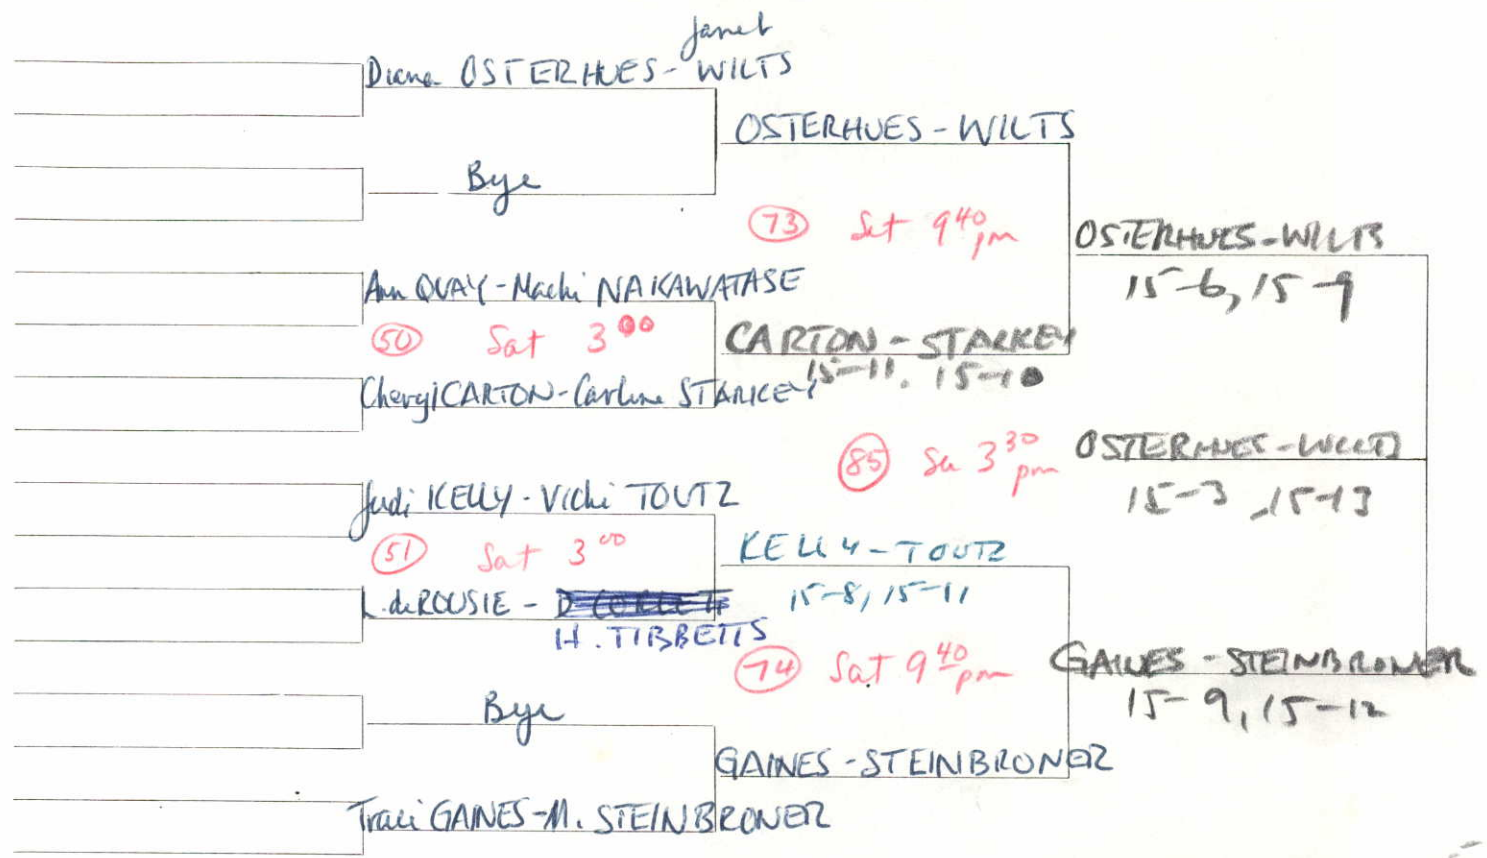 Janet
Diane OSTERHUES - WILTS
OSTERHUES - WILTS
Bye
73 Sat 9 40 pm
OSTERHUES - WILTS
15-6, 15-9
Ann QUAY - Machi NAKAWATASE
50 Sat 3 00
CARTON - STARKEY
15-11, 15-10
Cheryl CARTON - Carline STARKEY
85 Su 3 30 pm
OSTERHUES - WILTS
15-3, 15-13
Judi KELLY - Vicki TOUTZ
51 Sat 3 00
KELLY - TOUTZ
15-8, 15-11
L. deROUSIE -
H. TIBBETTS
74 Sat 9 40 pm
GAINES - STEINBRONER
15-9, 15-12
Bye
GAINES - STEINBRONER
Traci GAINES - M. STEINBRONER